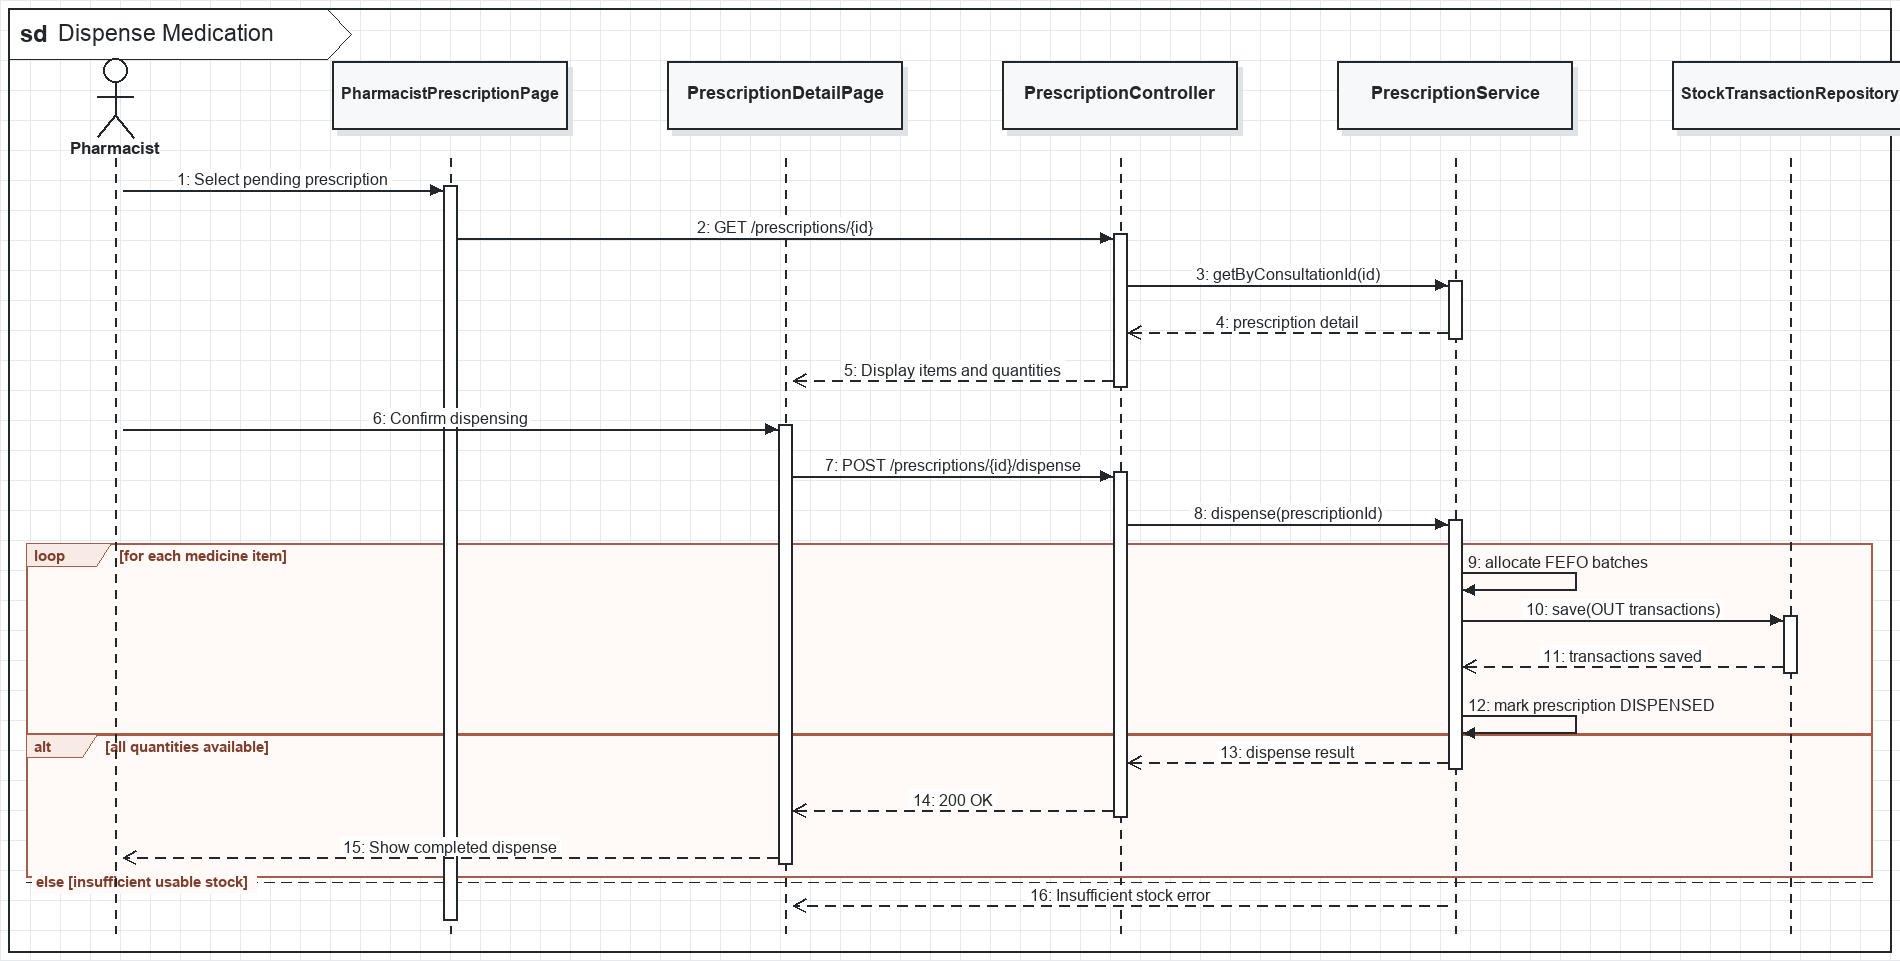 sd Dispense Medication
Pharmacist
PharmacistPrescriptionPage
PrescriptionDetailPage
PrescriptionController
PrescriptionService
StockTransactionRepository
1: Select pending prescription
2: GET /prescriptions/{id}
3: getByConsultationId(id)
4: prescription detail
5: Display items and quantities
6: Confirm dispensing
7: POST /prescriptions/{id}/dispense
8: dispense(prescriptionId)
loop [for each medicine item]
9: allocate FEFO batches
10: save(OUT transactions)
11: transactions saved
12: mark prescription DISPENSED
alt [all quantities available]
13: dispense result
14: 200 OK
15: Show completed dispense
else [insufficient usable stock]
16: Insufficient stock error